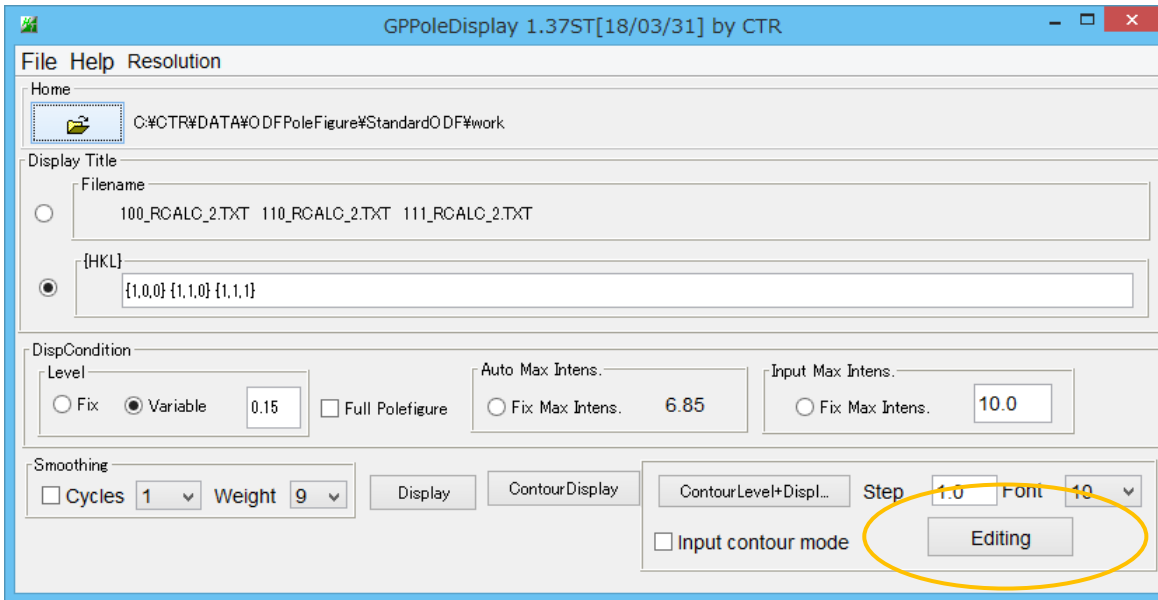 GPPoleDisplay 1.37ST[18/03/31] by CTR
File Help Resolution
Home
C:¥CTR¥DATA¥ODFPoleFigure¥StandardODF¥work
Display Title
Filename
100_RCALC_2.TXT 110_RCALC_2.TXT 111_RCALC_2.TXT
{HKL}
{1,0,0} {1,1,0} {1,1,1}
DispCondition
Level
Fix Variable 0.15 Full Polefigure
Auto Max Intens.
Fix Max Intens. 6.85
Input Max Intens.
Fix Max Intens. 10.0
Smoothing
Cycles 1 Weight 9 Display ContourDisplay
ContourLevel+Displ... Step 1.0 Font 10
Input contour mode Editing